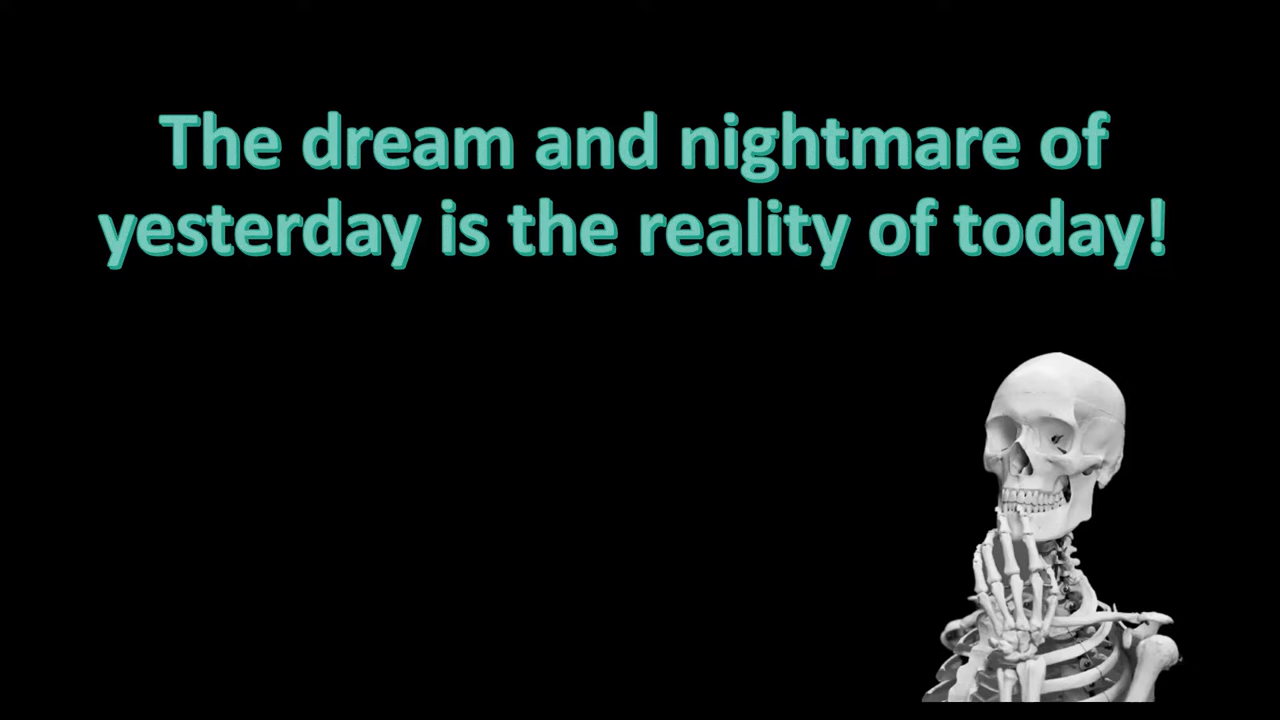 The dream and nightmare of
yesterday is the reality of today!